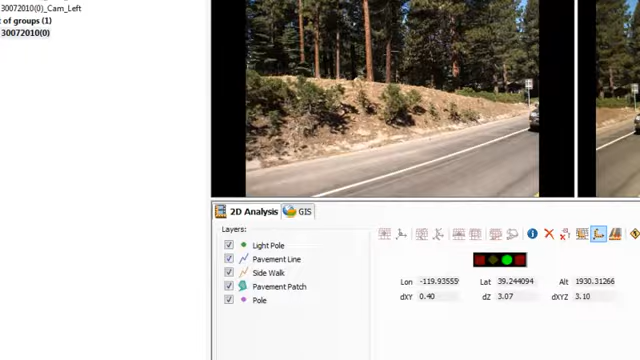 30072010(0)_Cam_Left
t of groups (1)
30072010(0)
2D Analysis GIS
Layers:
Light Pole
Pavement Line
Side Walk
Pavement Patch
Pole
Lon -119.93555 Lat 39.244094 Alt 1930.31266
dXY 0.40 dZ 3.07 dXYZ 3.10